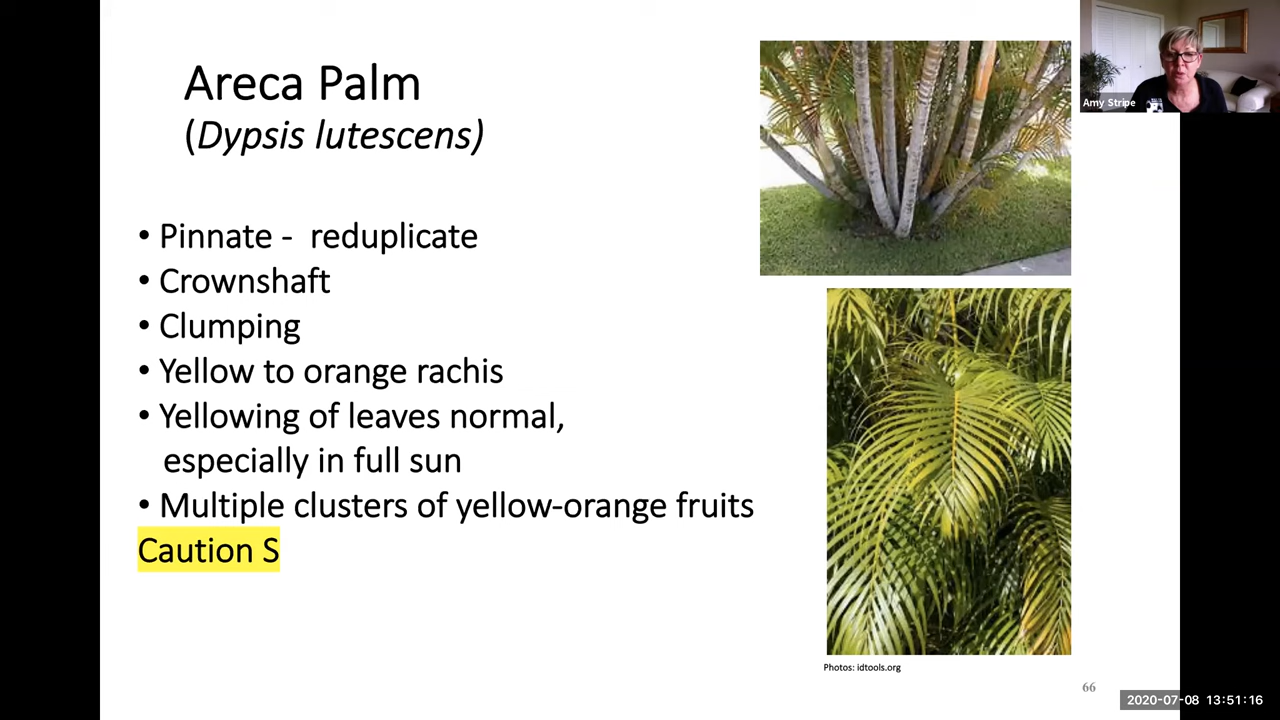 Areca Palm
(Dypsis lutescens)
• Pinnate - reduplicate
• Crownshaft
• Clumping
• Yellow to orange rachis
• Yellowing of leaves normal,
especially in full sun
• Multiple clusters of yellow-orange fruits
Caution S
Amy Stripe
Photos: idtools.org
66
2020-07-08 13:51:16